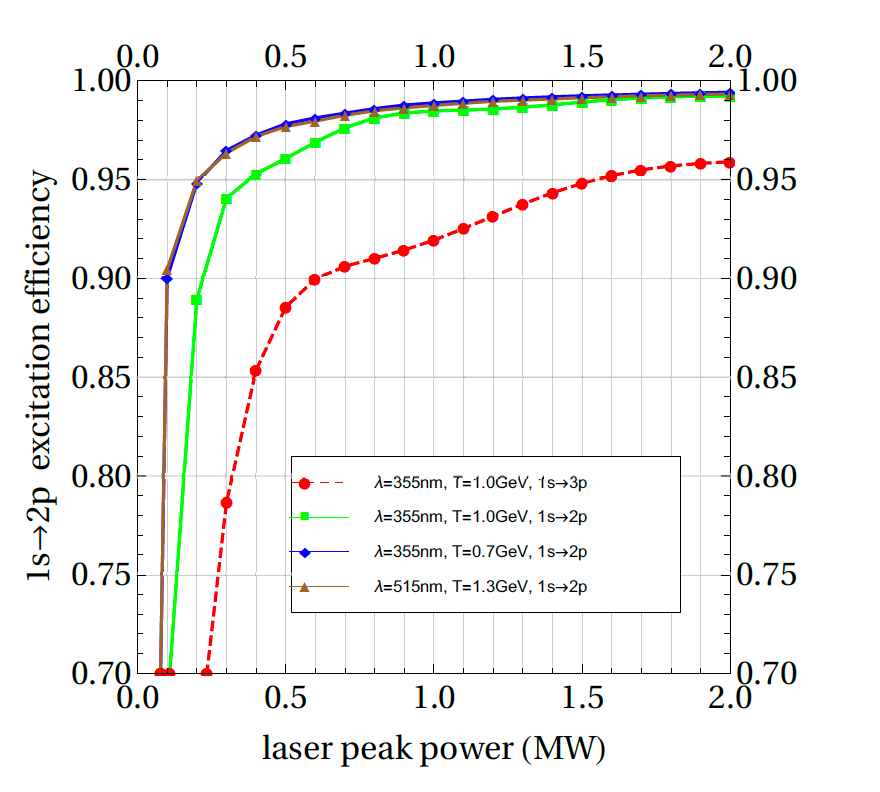 0.0 0.5 1.0 1.5 2.0
1.00 1.00
0.95 0.95
0.90 0.90
0.85 0.85
0.80 0.80
0.75 0.75
0.70 0.70
0.0 0.5 1.0 1.5 2.0
1s→2p excitation efficiency
λ=355nm, T=1.0GeV, 1s→3p
λ=355nm, T=1.0GeV, 1s→2p
λ=355nm, T=0.7GeV, 1s→2p
λ=515nm, T=1.3GeV, 1s→2p
laser peak power (MW)